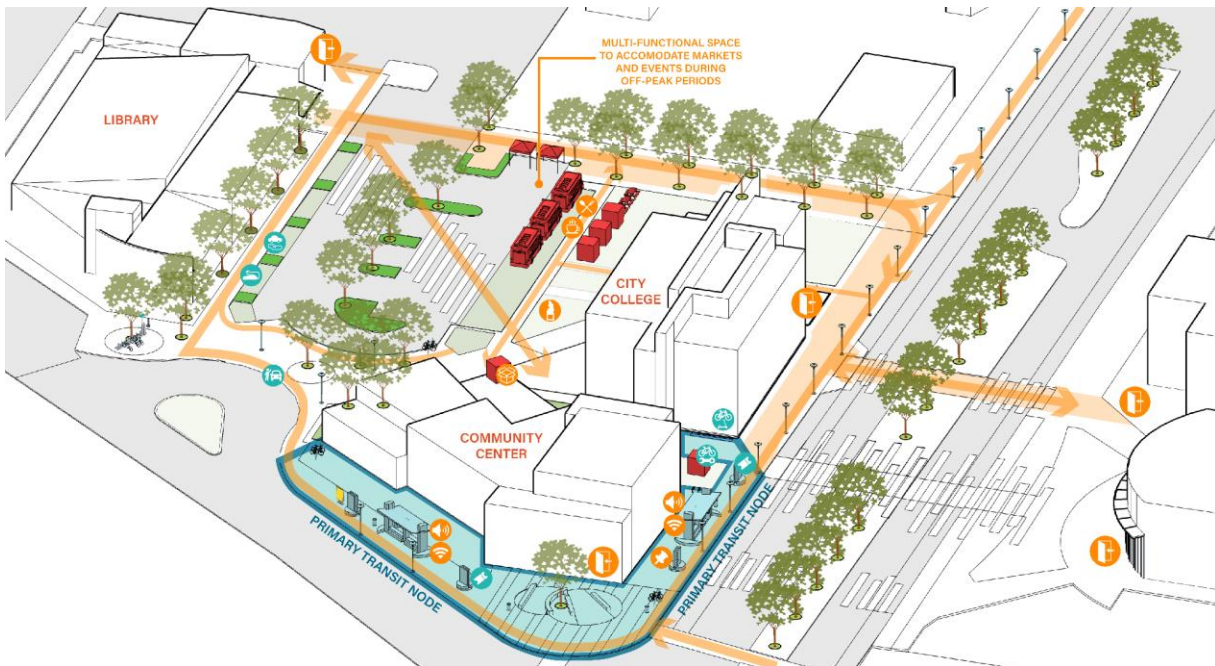 MULTI-FUNCTIONAL SPACE
TO ACCOMODATE MARKETS
AND EVENTS DURING
OFF-PEAK PERIODS
LIBRARY
CITY
COLLEGE
COMMUNITY
CENTER
PRIMARY TRANSIT NODE
PRIMARY TRANSIT NODE